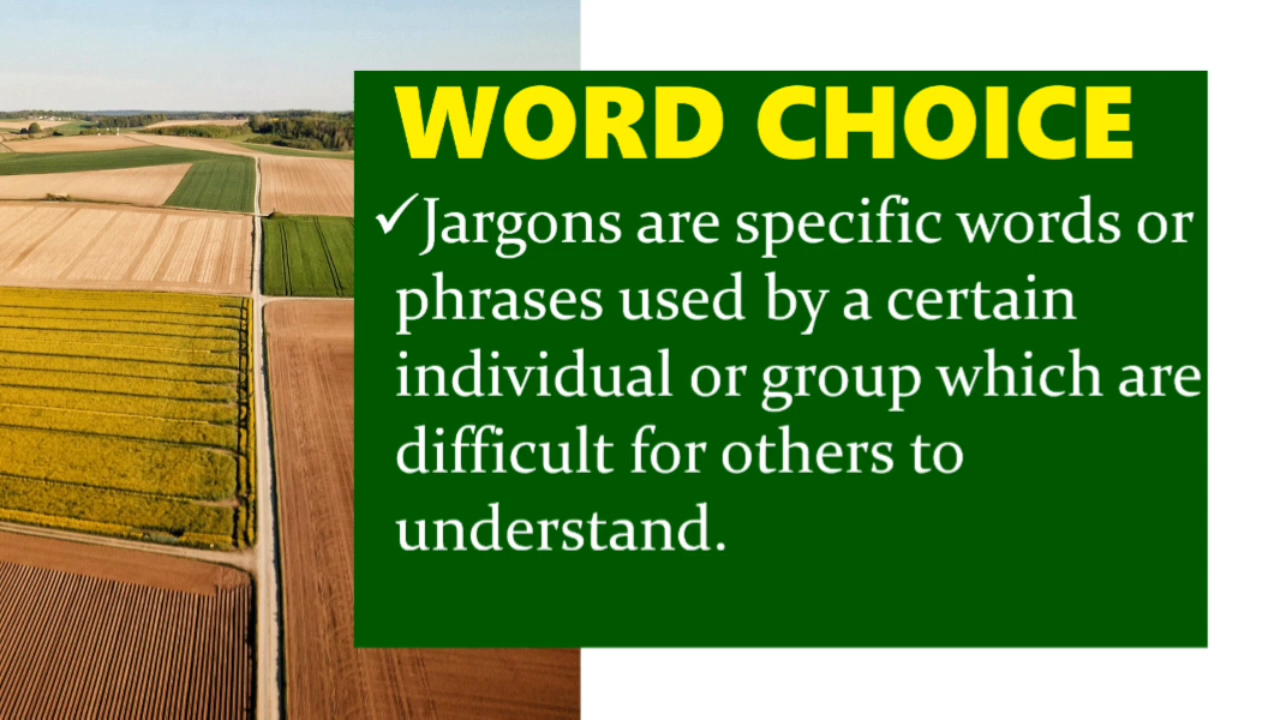 WORD CHOICE
✓Jargons are specific words or
phrases used by a certain
individual or group which are
difficult for others to
understand.